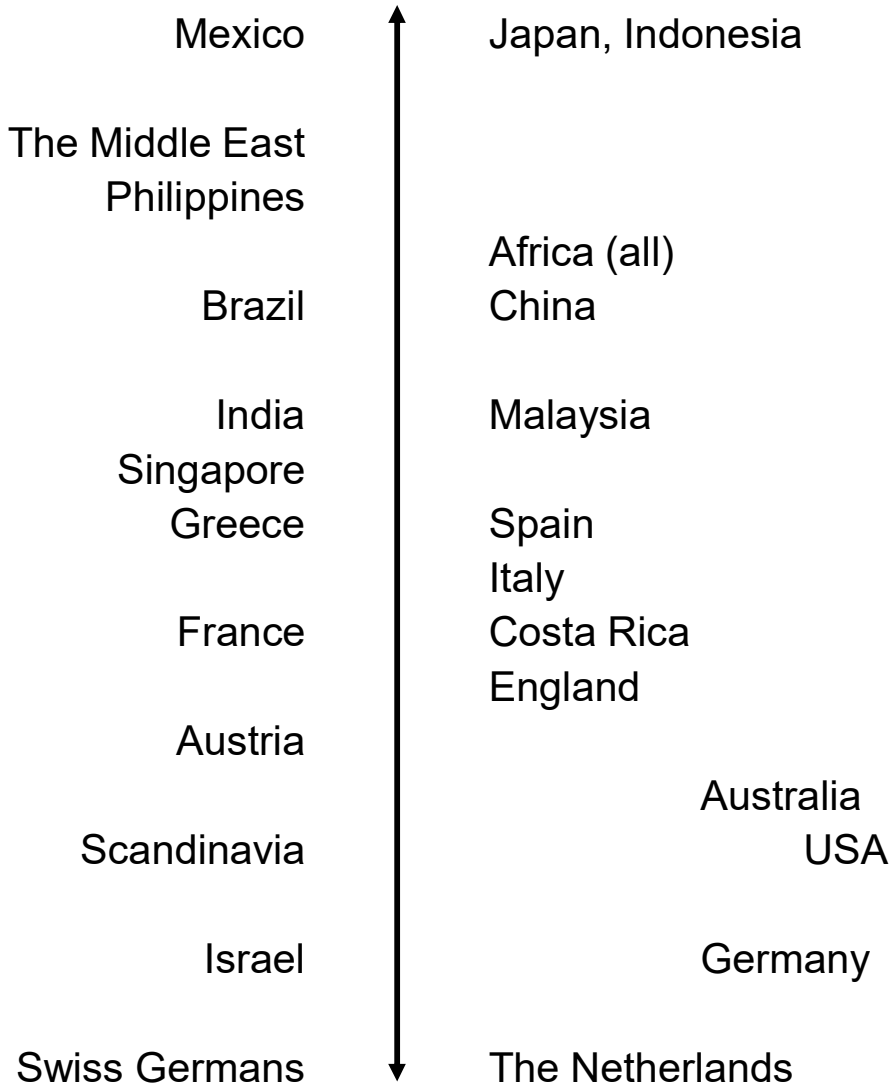 Mexico Japan, Indonesia
The Middle East
Philippines
Africa (all)
Brazil China
India Malaysia
Singapore
Greece Spain
Italy
France Costa Rica
England
Austria
Australia
Scandinavia USA
Israel Germany
Swiss Germans The Netherlands